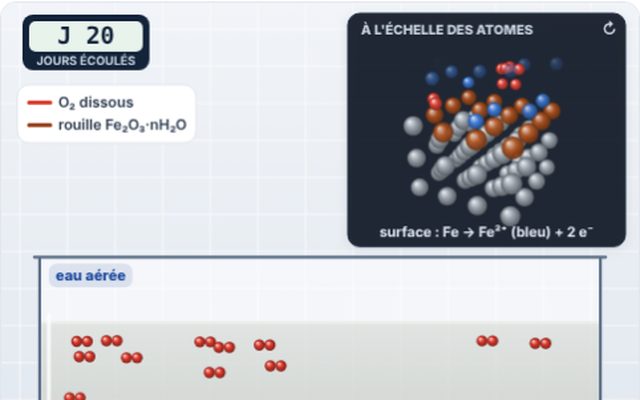 J 20
JOURS ÉCOULÉS
O₂ dissous
rouille Fe₂O₃·nH₂O
À L'ÉCHELLE DES ATOMES
↻
surface : Fe → Fe²⁺ (bleu) + 2 e⁻
eau aérée